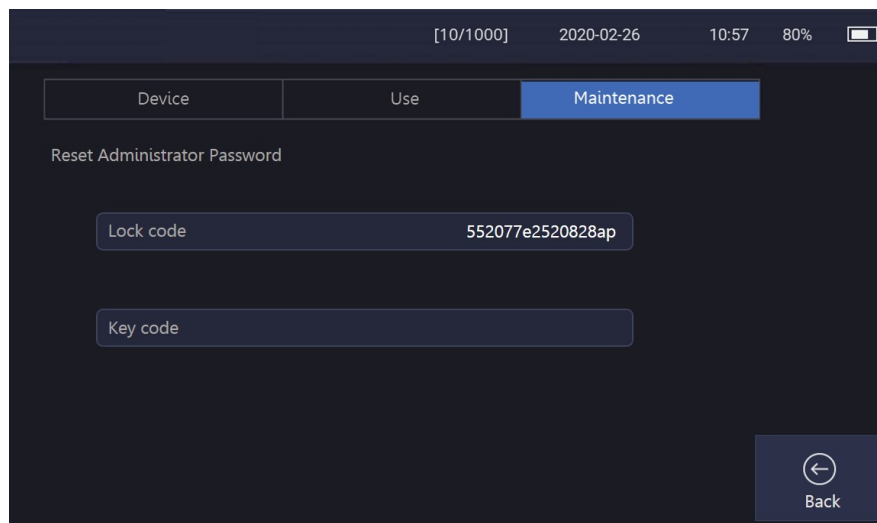 [10/1000] 2020-02-26 10:57 80%
Device Use Maintenance
Reset Administrator Password
Lock code 552077e2520828ap
Key code
Back